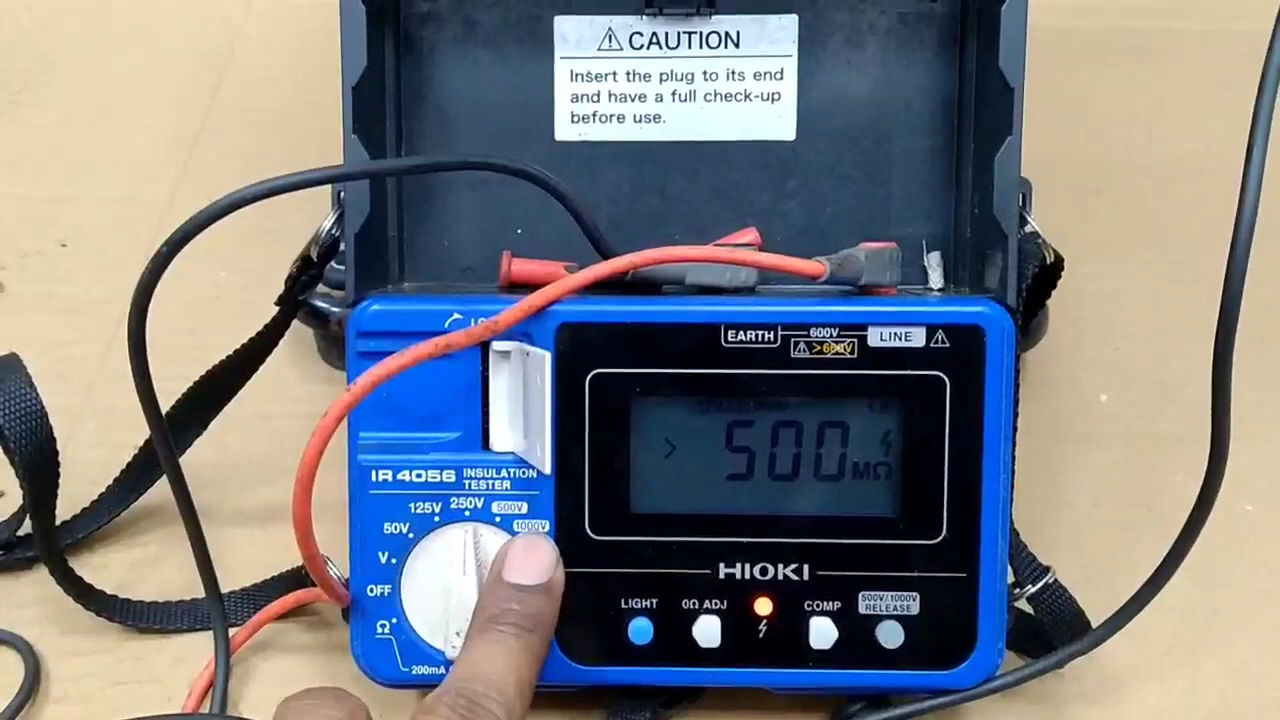 ⚠ CAUTION
Insert the plug to its end
and have a full check-up
before use.
EARTH 600V LINE ⚠
⚠ >600V
> 500 MΩ
IR4056 INSULATION
TESTER
125V 250V 500V
50V 1000V
V
OFF
Ω
200mA
HIOKI
LIGHT 0Ω ADJ COMP 500V/1000V
RELEASE